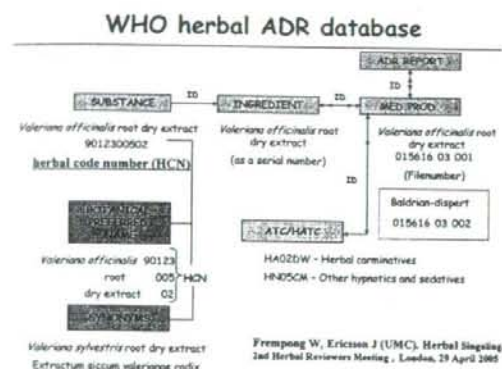 WHO herbal ADR database
ADR REPORT
ID
SUBSTANCE
ID
INGREDIENT
ID
MED PROD
Valeriana officinalis root
dry extract
9012300502
herbal code number (HCN)
Valeriana officinalis root
dry extract
(as a serial number)
Valeriana officinalis root
dry extract
015616 03 001
(Filenumber)
ID
Baldrian-dispert
015616 03 002
BOTANICAL
PREFERRED
NAME
ATC/HATC
HA02DW - Herbal carminatives
HN05CM - Other hypnotics and sedatives
Valeriana officinalis 90123
root 005
dry extract 02
HCN
SYNONYMS
Valeriana sylvestris root dry extract
Extractum siccum valerianae radix
Frempong W, Ericsson J (UMC). Herbal
2nd Herbal Reviewers Meeting, London, 29 April 2005